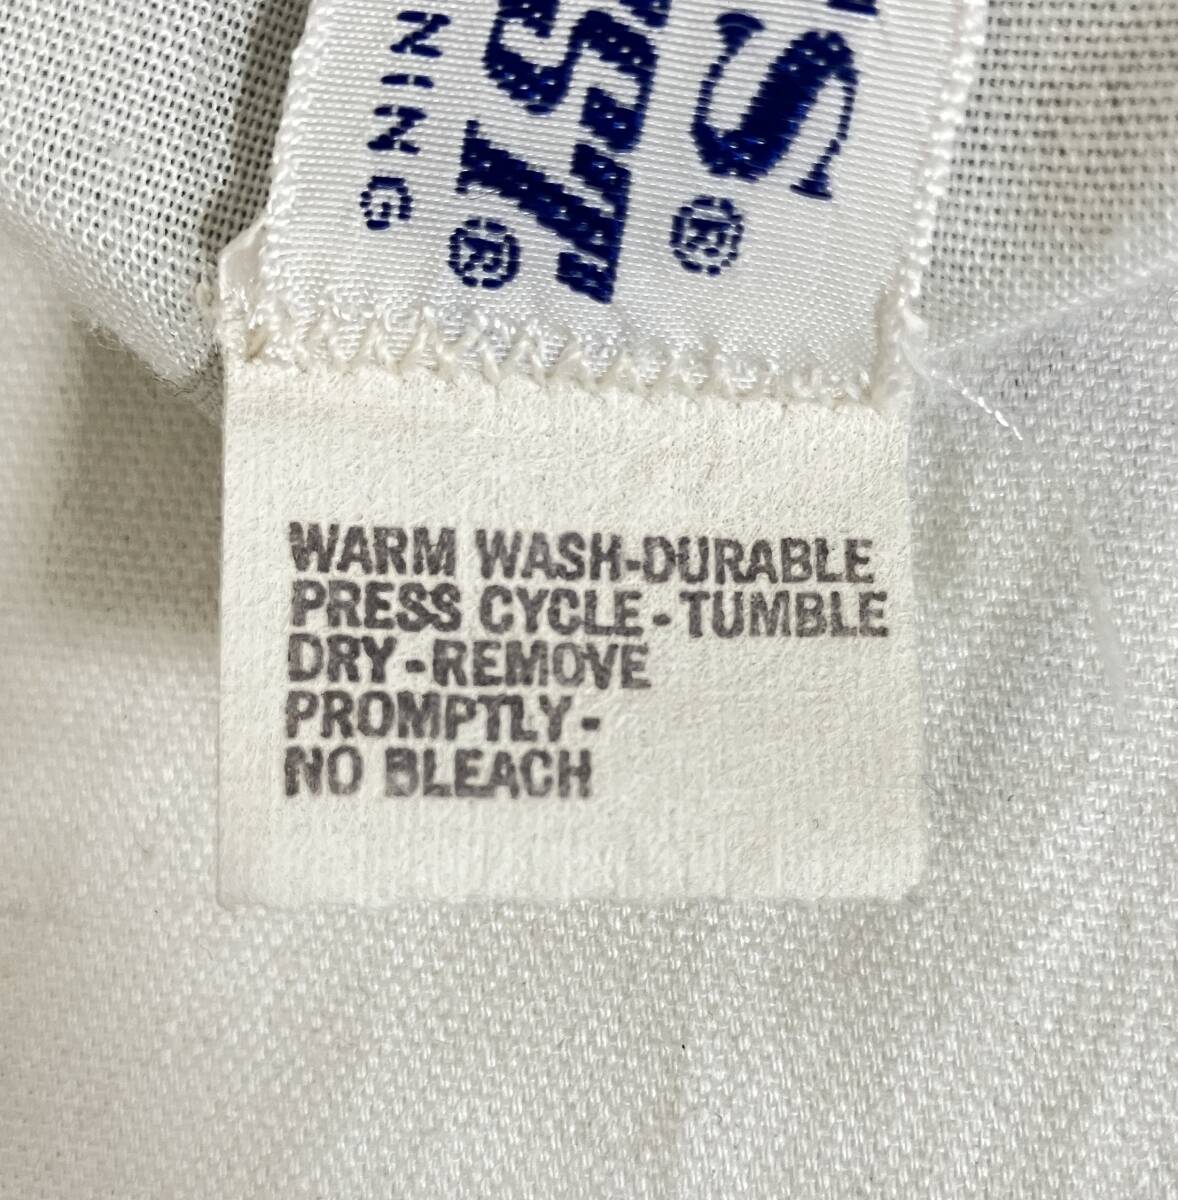 WARM WASH-DURABLE
PRESS CYCLE-TUMBLE
DRY-REMOVE
PROMPTLY-
NO BLEACH